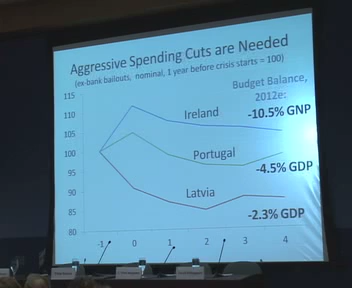 Aggressive Spending Cuts are Needed
(ex-bank bailouts, nominal, 1 year before crisis starts = 100)
Budget Balance,
2012e:
115
110
105
100
95
90
85
80
Ireland
-10.5% GNP
Portugal
-4.5% GDP
Latvia
-2.3% GDP
-1 0 1 2 3 4